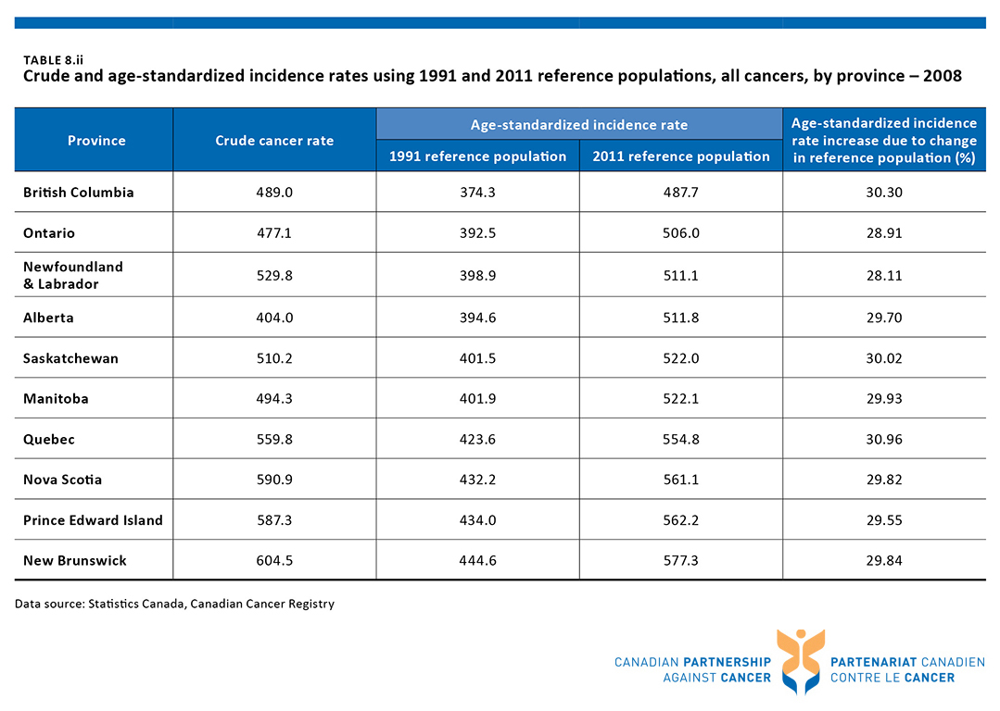 TABLE 8.ii
Crude and age-standardized incidence rates using 1991 and 2011 reference populations, all cancers, by province – 2008
Province Crude cancer rate Age-standardized incidence rate Age-standardized incidence rate increase due to change in reference population (%)
1991 reference population 2011 reference population
British Columbia 489.0 374.3 487.7 30.30
Ontario 477.1 392.5 506.0 28.91
Newfoundland
& Labrador 529.8 398.9 511.1 28.11
Alberta 404.0 394.6 511.8 29.70
Saskatchewan 510.2 401.5 522.0 30.02
Manitoba 494.3 401.9 522.1 29.93
Quebec 559.8 423.6 554.8 30.96
Nova Scotia 590.9 432.2 561.1 29.82
Prince Edward Island 587.3 434.0 562.2 29.55
New Brunswick 604.5 444.6 577.3 29.84
Data source: Statistics Canada, Canadian Cancer Registry
CANADIAN PARTNERSHIP
AGAINST CANCER
PARTENARIAT CANADIEN
CONTRE LE CANCER